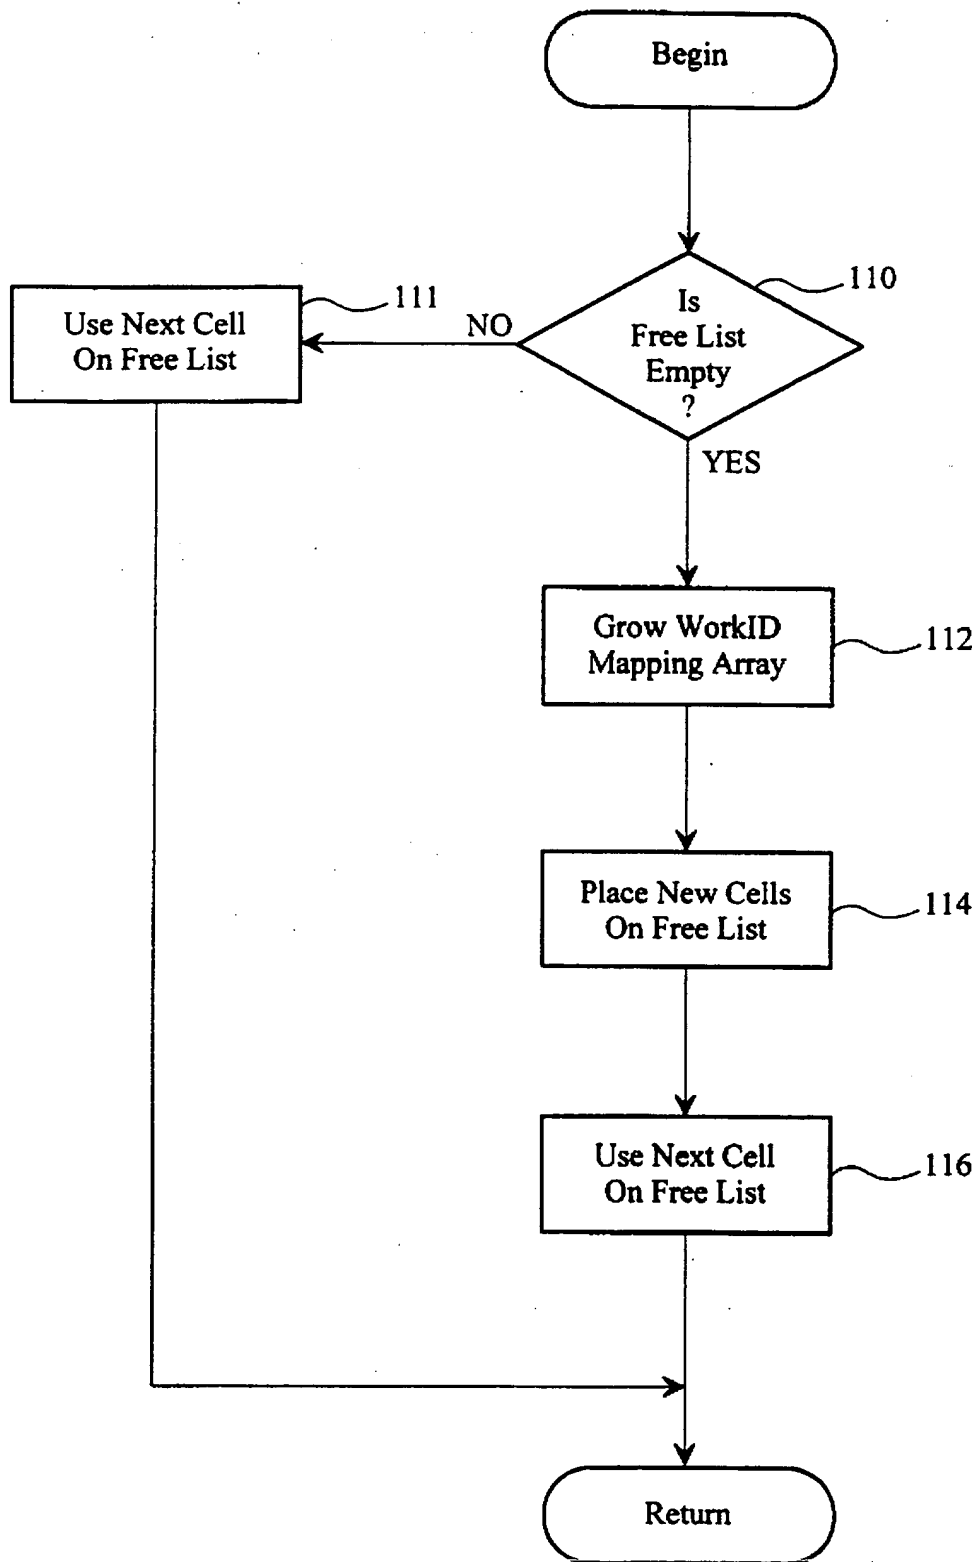 Begin
110
Is
Free List
Empty
?
NO
111
Use Next Cell
On Free List
YES
Grow WorkID
Mapping Array
112
Place New Cells
On Free List
114
Use Next Cell
On Free List
116
Return